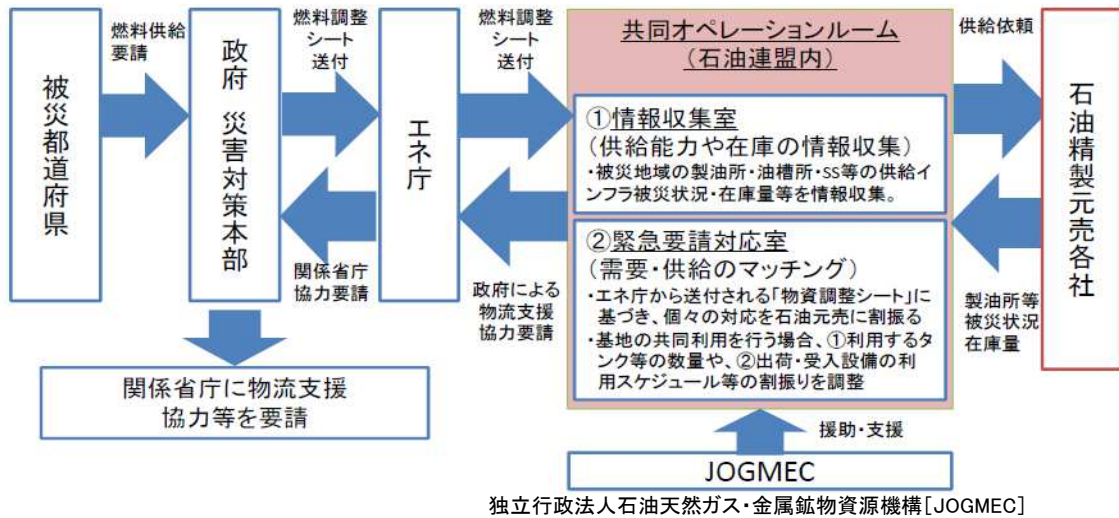 燃料供給
要請
燃料調整
シート
送付
燃料調整
シート
送付
供給依頼
被災都道府県
政府 災害対策本部
エネ庁
共同オペレーションルーム
(石油連盟内)
①情報収集室
(供給能力や在庫の情報収集)
・被災地域の製油所・油槽所・SS等の供給イ
ンフラ被災状況・在庫量等を情報収集。
②緊急要請対応室
(需要・供給のマッチング)
・エネ庁から送付される「物資調整シート」に
基づき、個々の対応を石油元売に割振る
・基地の共同利用を行う場合、①利用するタ
ンク等の数量や、②出荷・受入設備の利
用スケジュール等の割振りを調整
石油精製元売各社
関係省庁
協力要請
政府による
物流支援
協力要請
製油所等
被災状況
在庫量
関係省庁に物流支援
協力等を要請
援助・支援
JOGMEC
独立行政法人石油天然ガス・金属鉱物資源機構[JOGMEC]